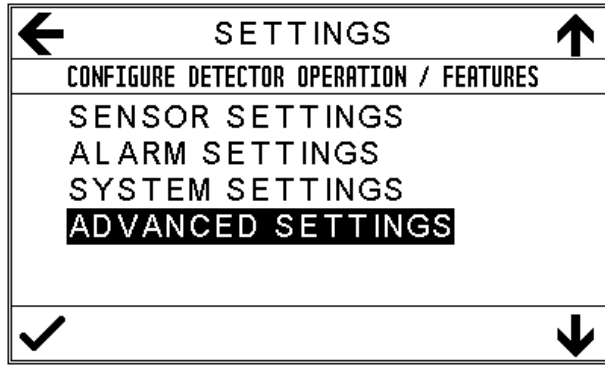 SETTINGS
CONFIGURE DETECTOR OPERATION / FEATURES
SENSOR SETTINGS
ALARM SETTINGS
SYSTEM SETTINGS
ADVANCED SETTINGS